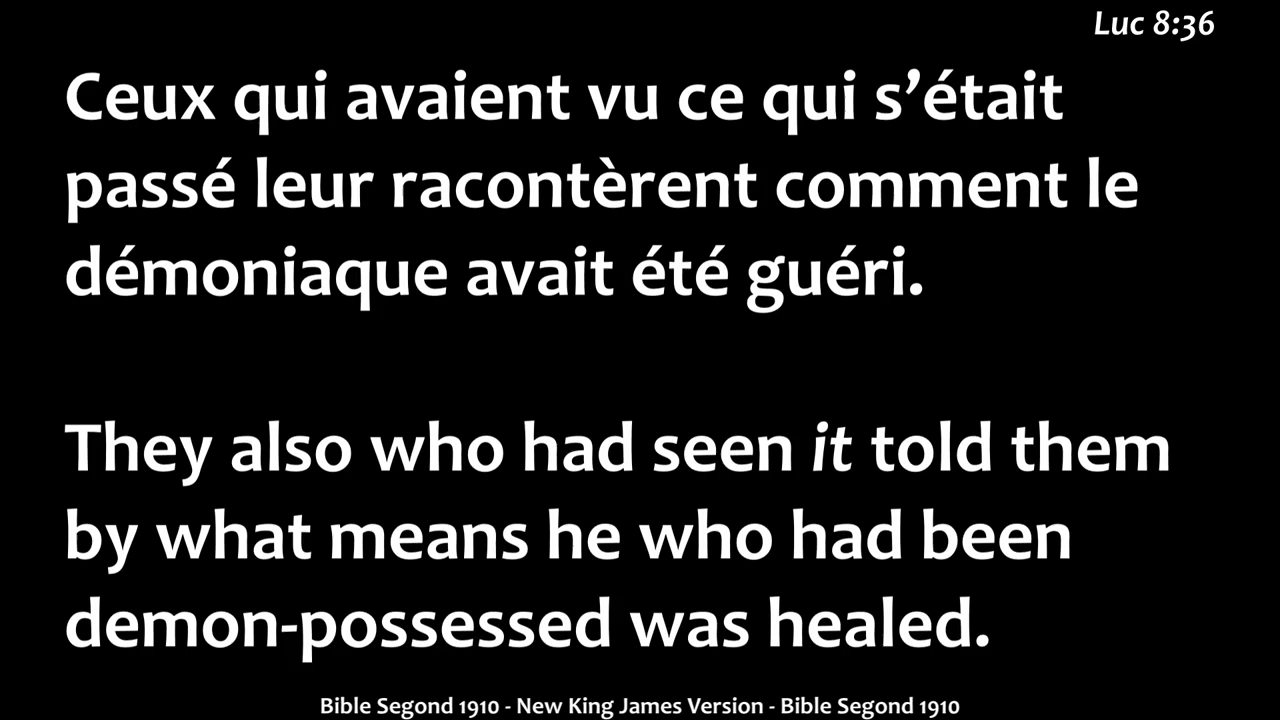 Luc 8:36
Ceux qui avaient vu ce qui s’était
passé leur racontèrent comment le
démoniaque avait été guéri.
They also who had seen it told them
by what means he who had been
demon-possessed was healed.
Bible Segond 1910 - New King James Version - Bible Segond 1910